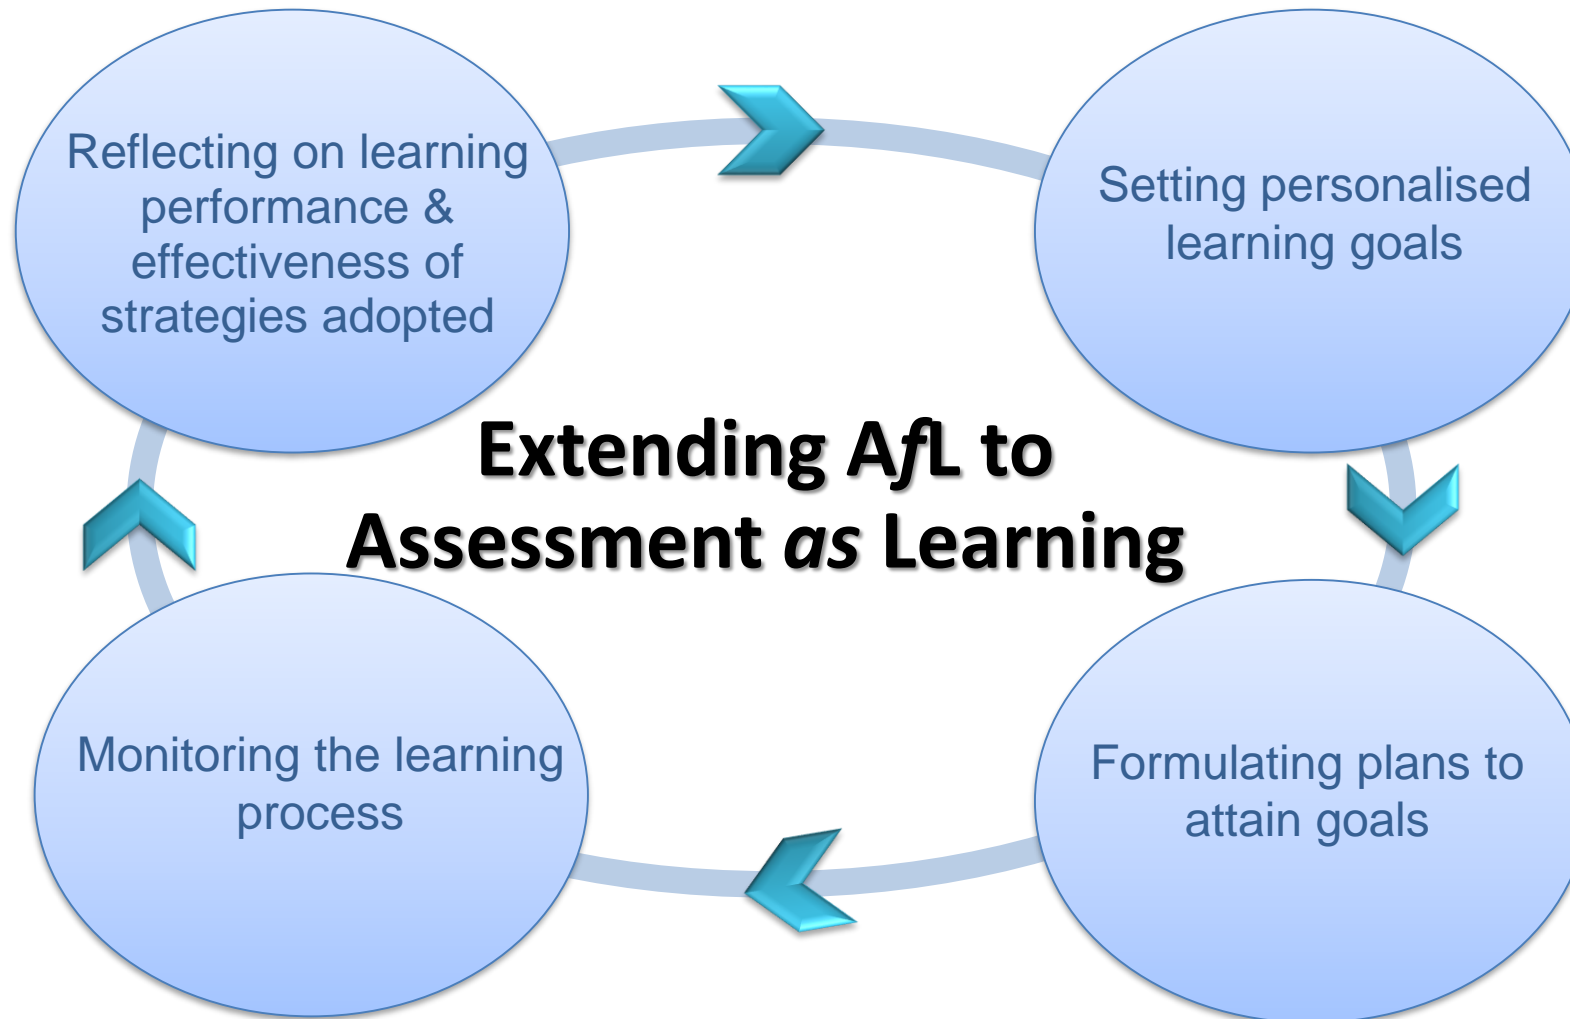 Reflecting on learning
performance &
effectiveness of
strategies adopted
Setting personalised
learning goals
Extending AfL to
Assessment as Learning
Monitoring the learning
process
Formulating plans to
attain goals